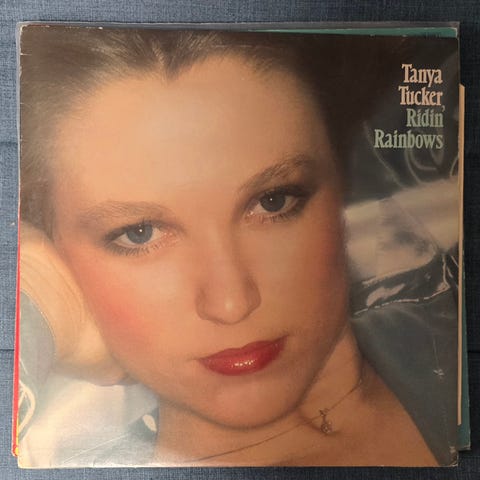 Tanya
Tucker,
Ridin'
Rainbows